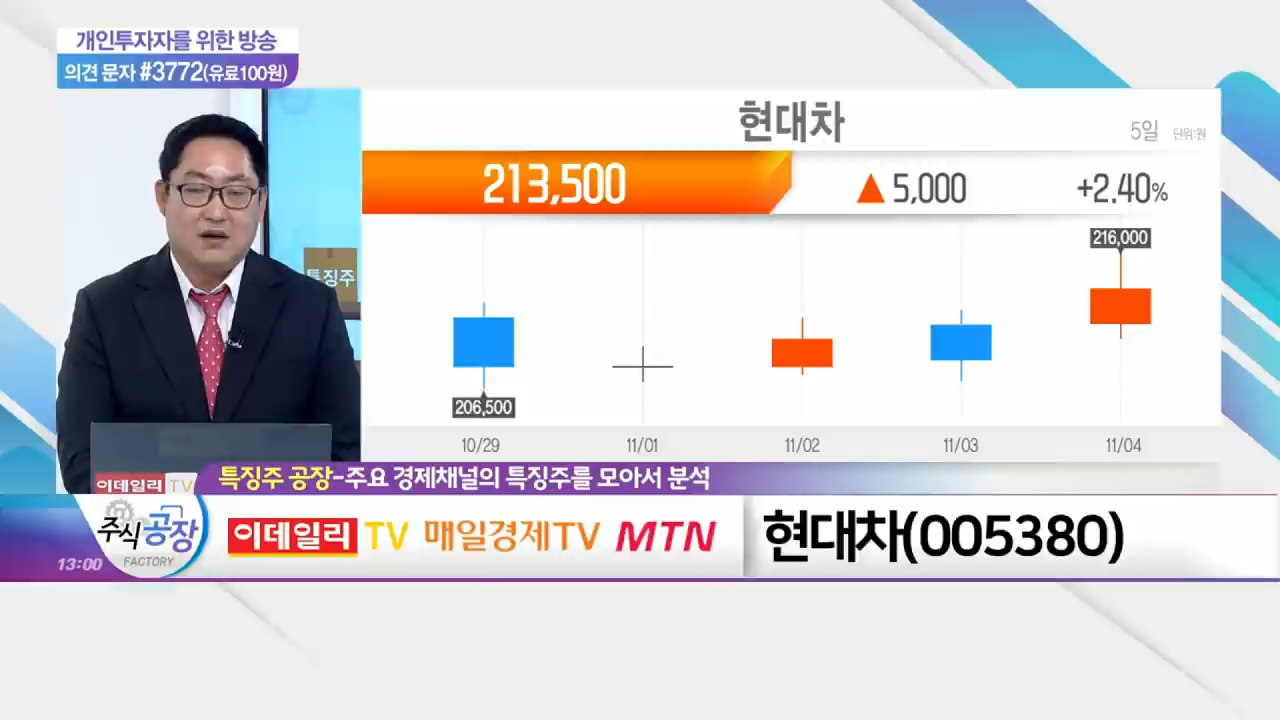 개인투자자를 위한 방송
의견 문자 #3772(유료100원)
현대차
5일 단위:원
213,500 ▲ 5,000 +2.40%
216,000
206,500
10/29 11/01 11/02 11/03 11/04
특징주
특징주 공장-주요 경제채널의 특징주를 모아서 분석
이데일리 TV
주식공장
FACTORY
13:00
이데일리 TV 매일경제TV MTN
현대차(005380)